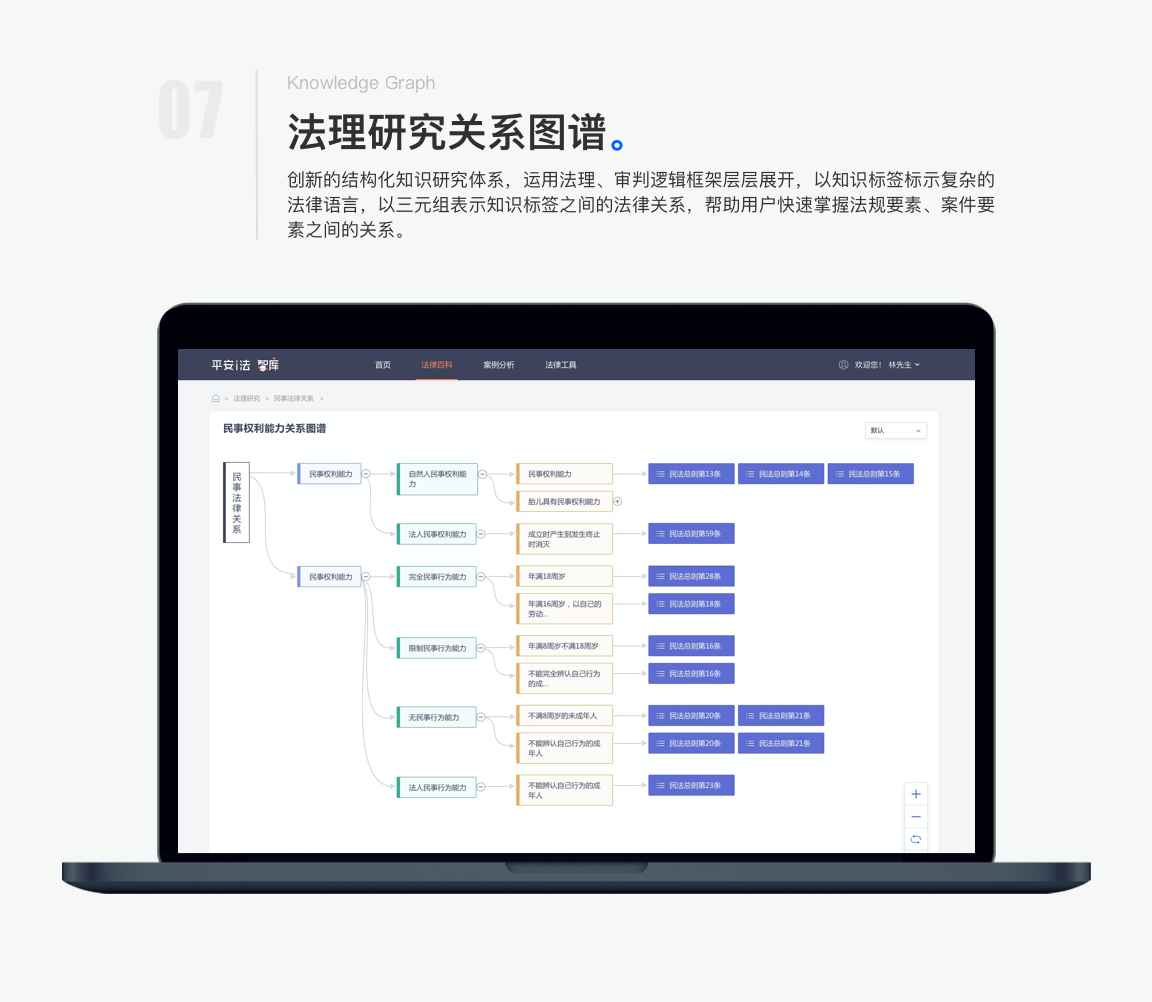 07
Knowledge Graph
法理研究关系图谱。
创新的结构化知识研究体系，运用法理、审判逻辑框架层层展开，以知识标签标示复杂的
法律语言，以三元组表示知识标签之间的法律关系，帮助用户快速掌握法规要素、案件要
素之间的关系。
平安i法 智库
首页 法律百科 案例分析 法律工具
欢迎您！ 林先生
> 法理研究 > 民事法律关系 >
民事权利能力关系图谱
默认
民事法律关系
民事权利能力
自然人民事权利能
力
民事权利能力
民法总则第13条 民法总则第14条 民法总则第15条
胎儿具有民事权利能力
法人民事权利能力
成立时产生到发生终止
时消灭
民法总则第59条
民事权利能力
完全民事行为能力
年满18周岁
民法总则第28条
年满16周岁，以自己的
劳动...
民法总则第18条
限制民事行为能力
年满8周岁不满18周岁
民法总则第16条
不能完全辨认自己行为
的成...
民法总则第16条
无民事行为能力
不满8周岁的未成年人
民法总则第20条 民法总则第21条
不能辨认自己行为的成
年人
民法总则第20条 民法总则第21条
法人民事行为能力
不能辨认自己行为的成
年人
民法总则第23条